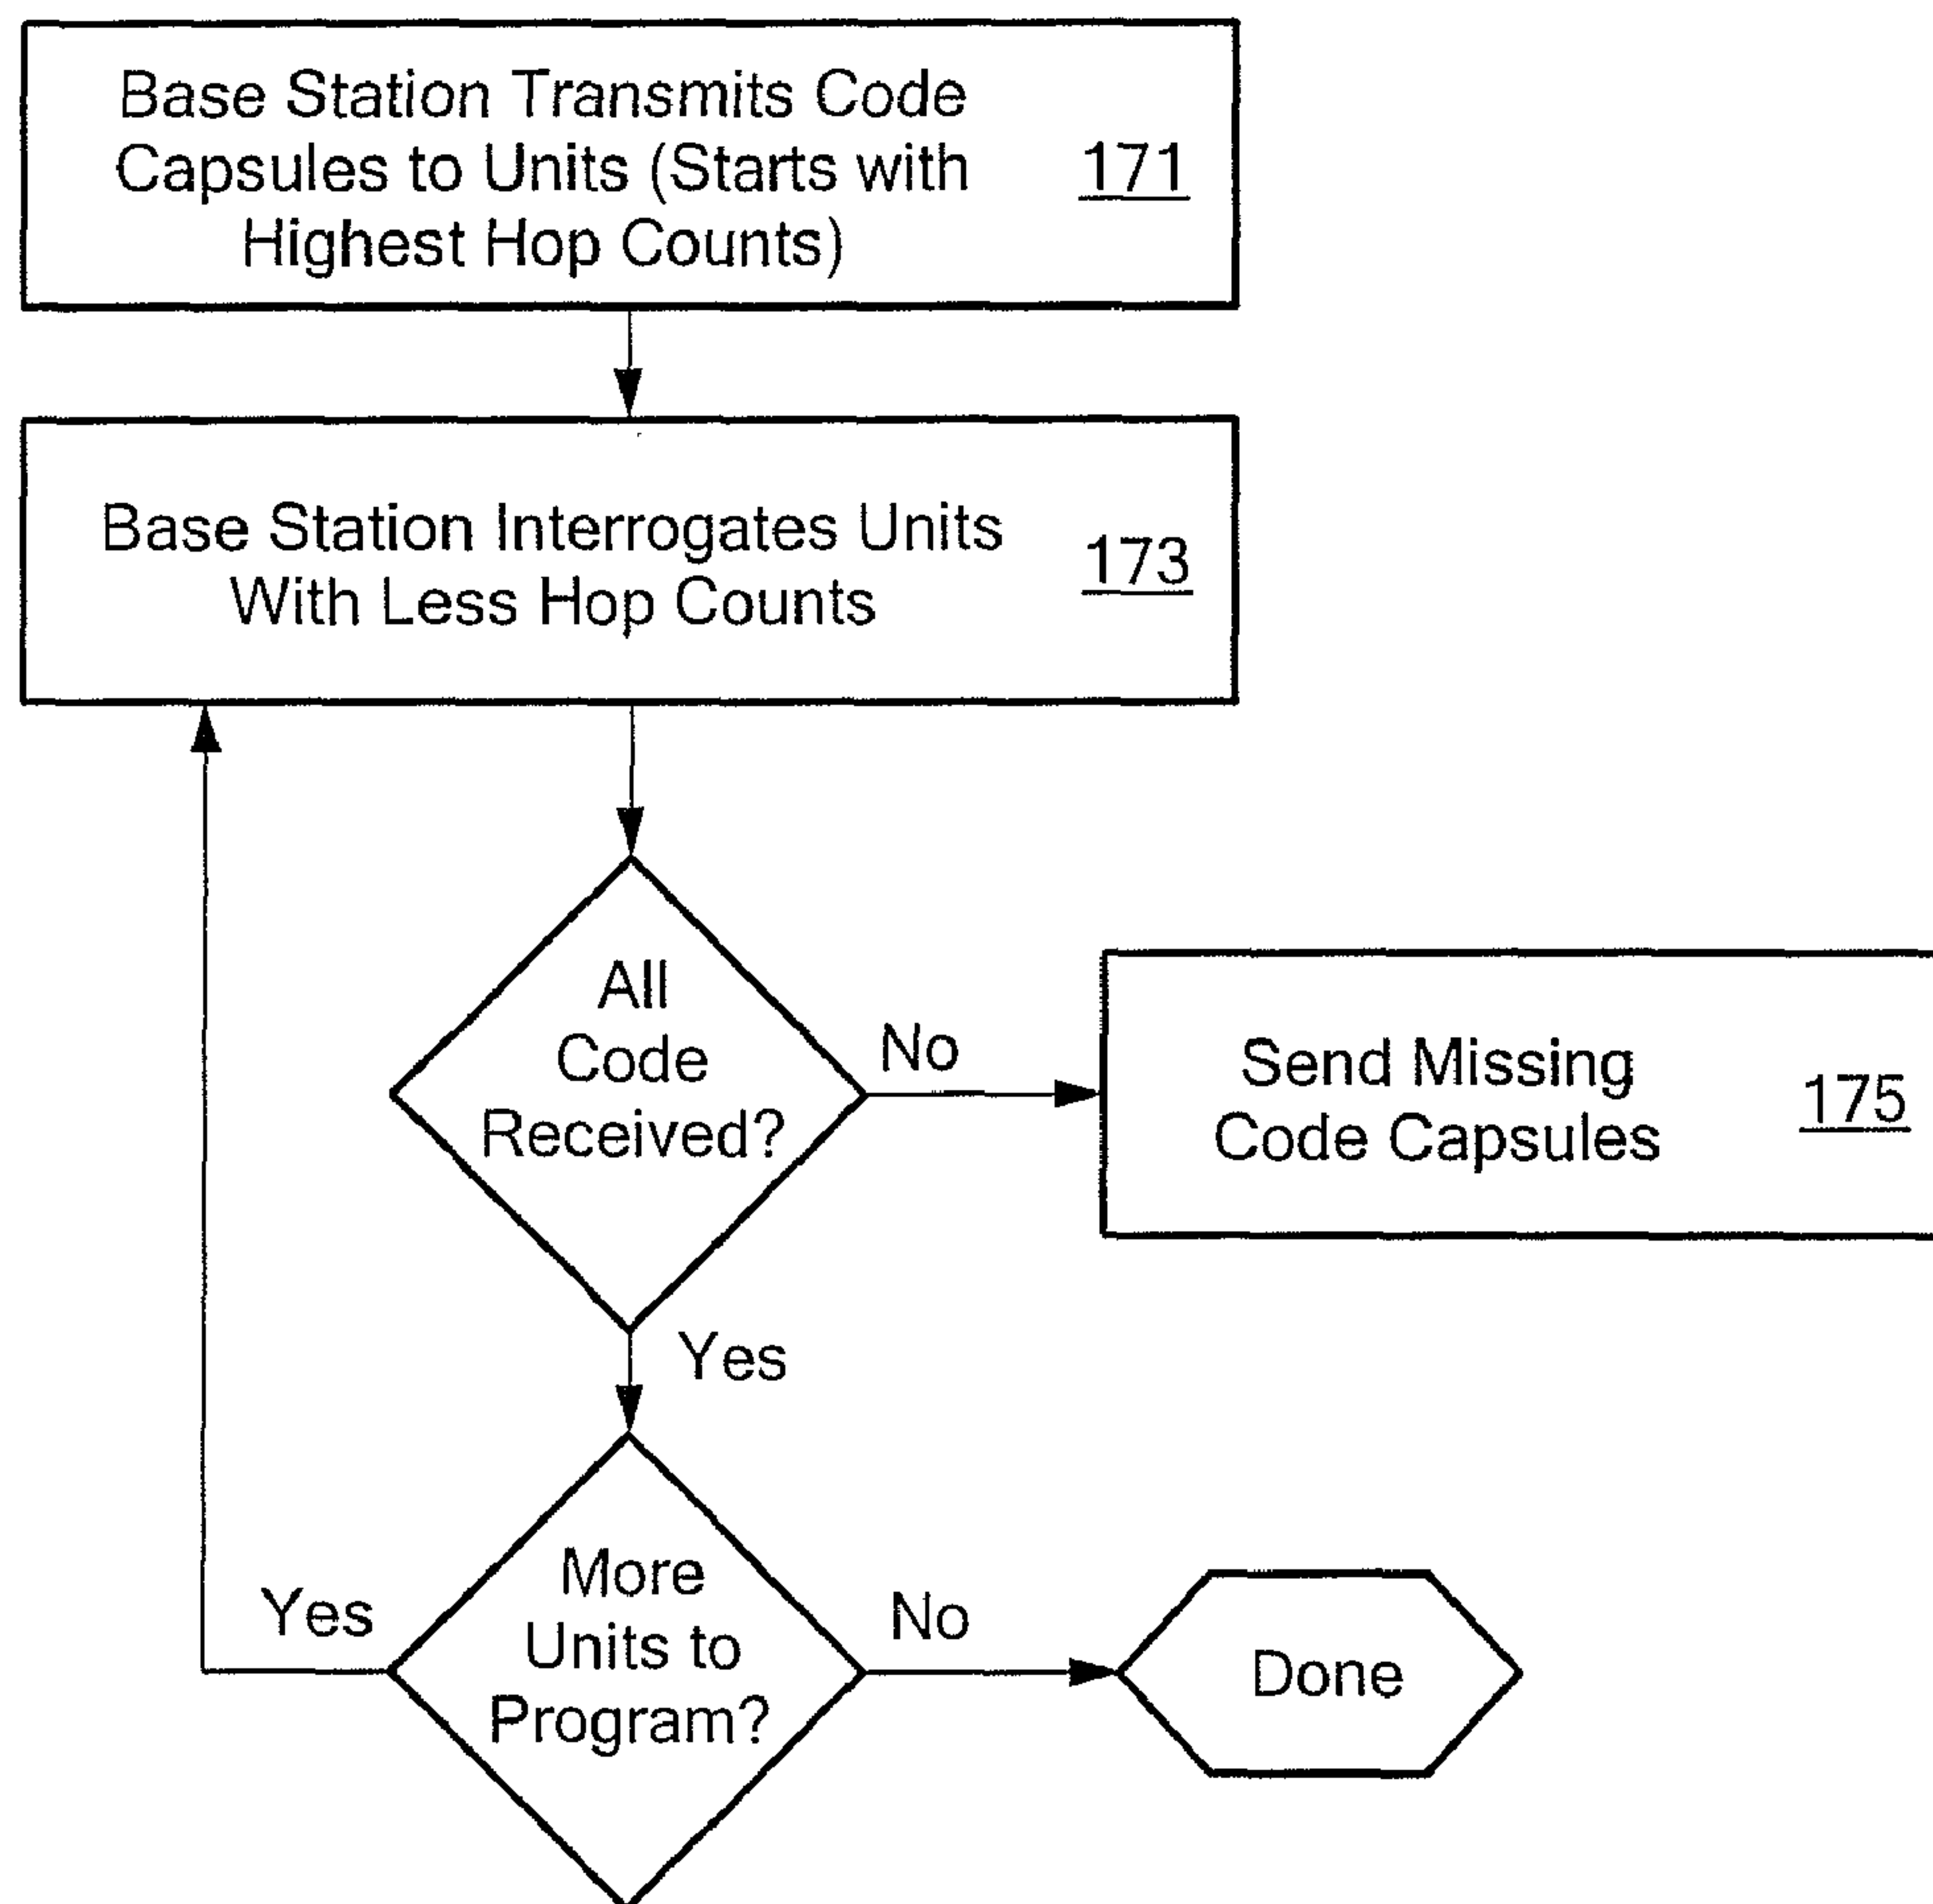 Base Station Transmits Code
Capsules to Units (Starts with
Highest Hop Counts)
171
Base Station Interrogates Units
With Less Hop Counts
173
All
Code
Received?
No
Send Missing
Code Capsules
175
Yes
More
Units to
Program?
Yes
No
Done